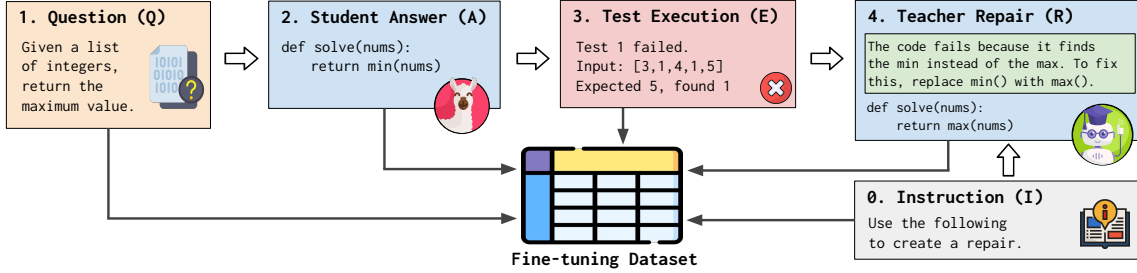 1. Question (Q)
Given a list
of integers,
return the
maximum value.
10101
01010
010
?
2. Student Answer (A)
def solve(nums):
    return min(nums)
3. Test Execution (E)
Test 1 failed.
Input: [3,1,4,1,5]
Expected 5, found 1
4. Teacher Repair (R)
The code fails because it finds
the min instead of the max. To fix
this, replace min() with max().
def solve(nums):
    return max(nums)
0. Instruction (I)
Use the following
to create a repair.
i
Fine-tuning Dataset